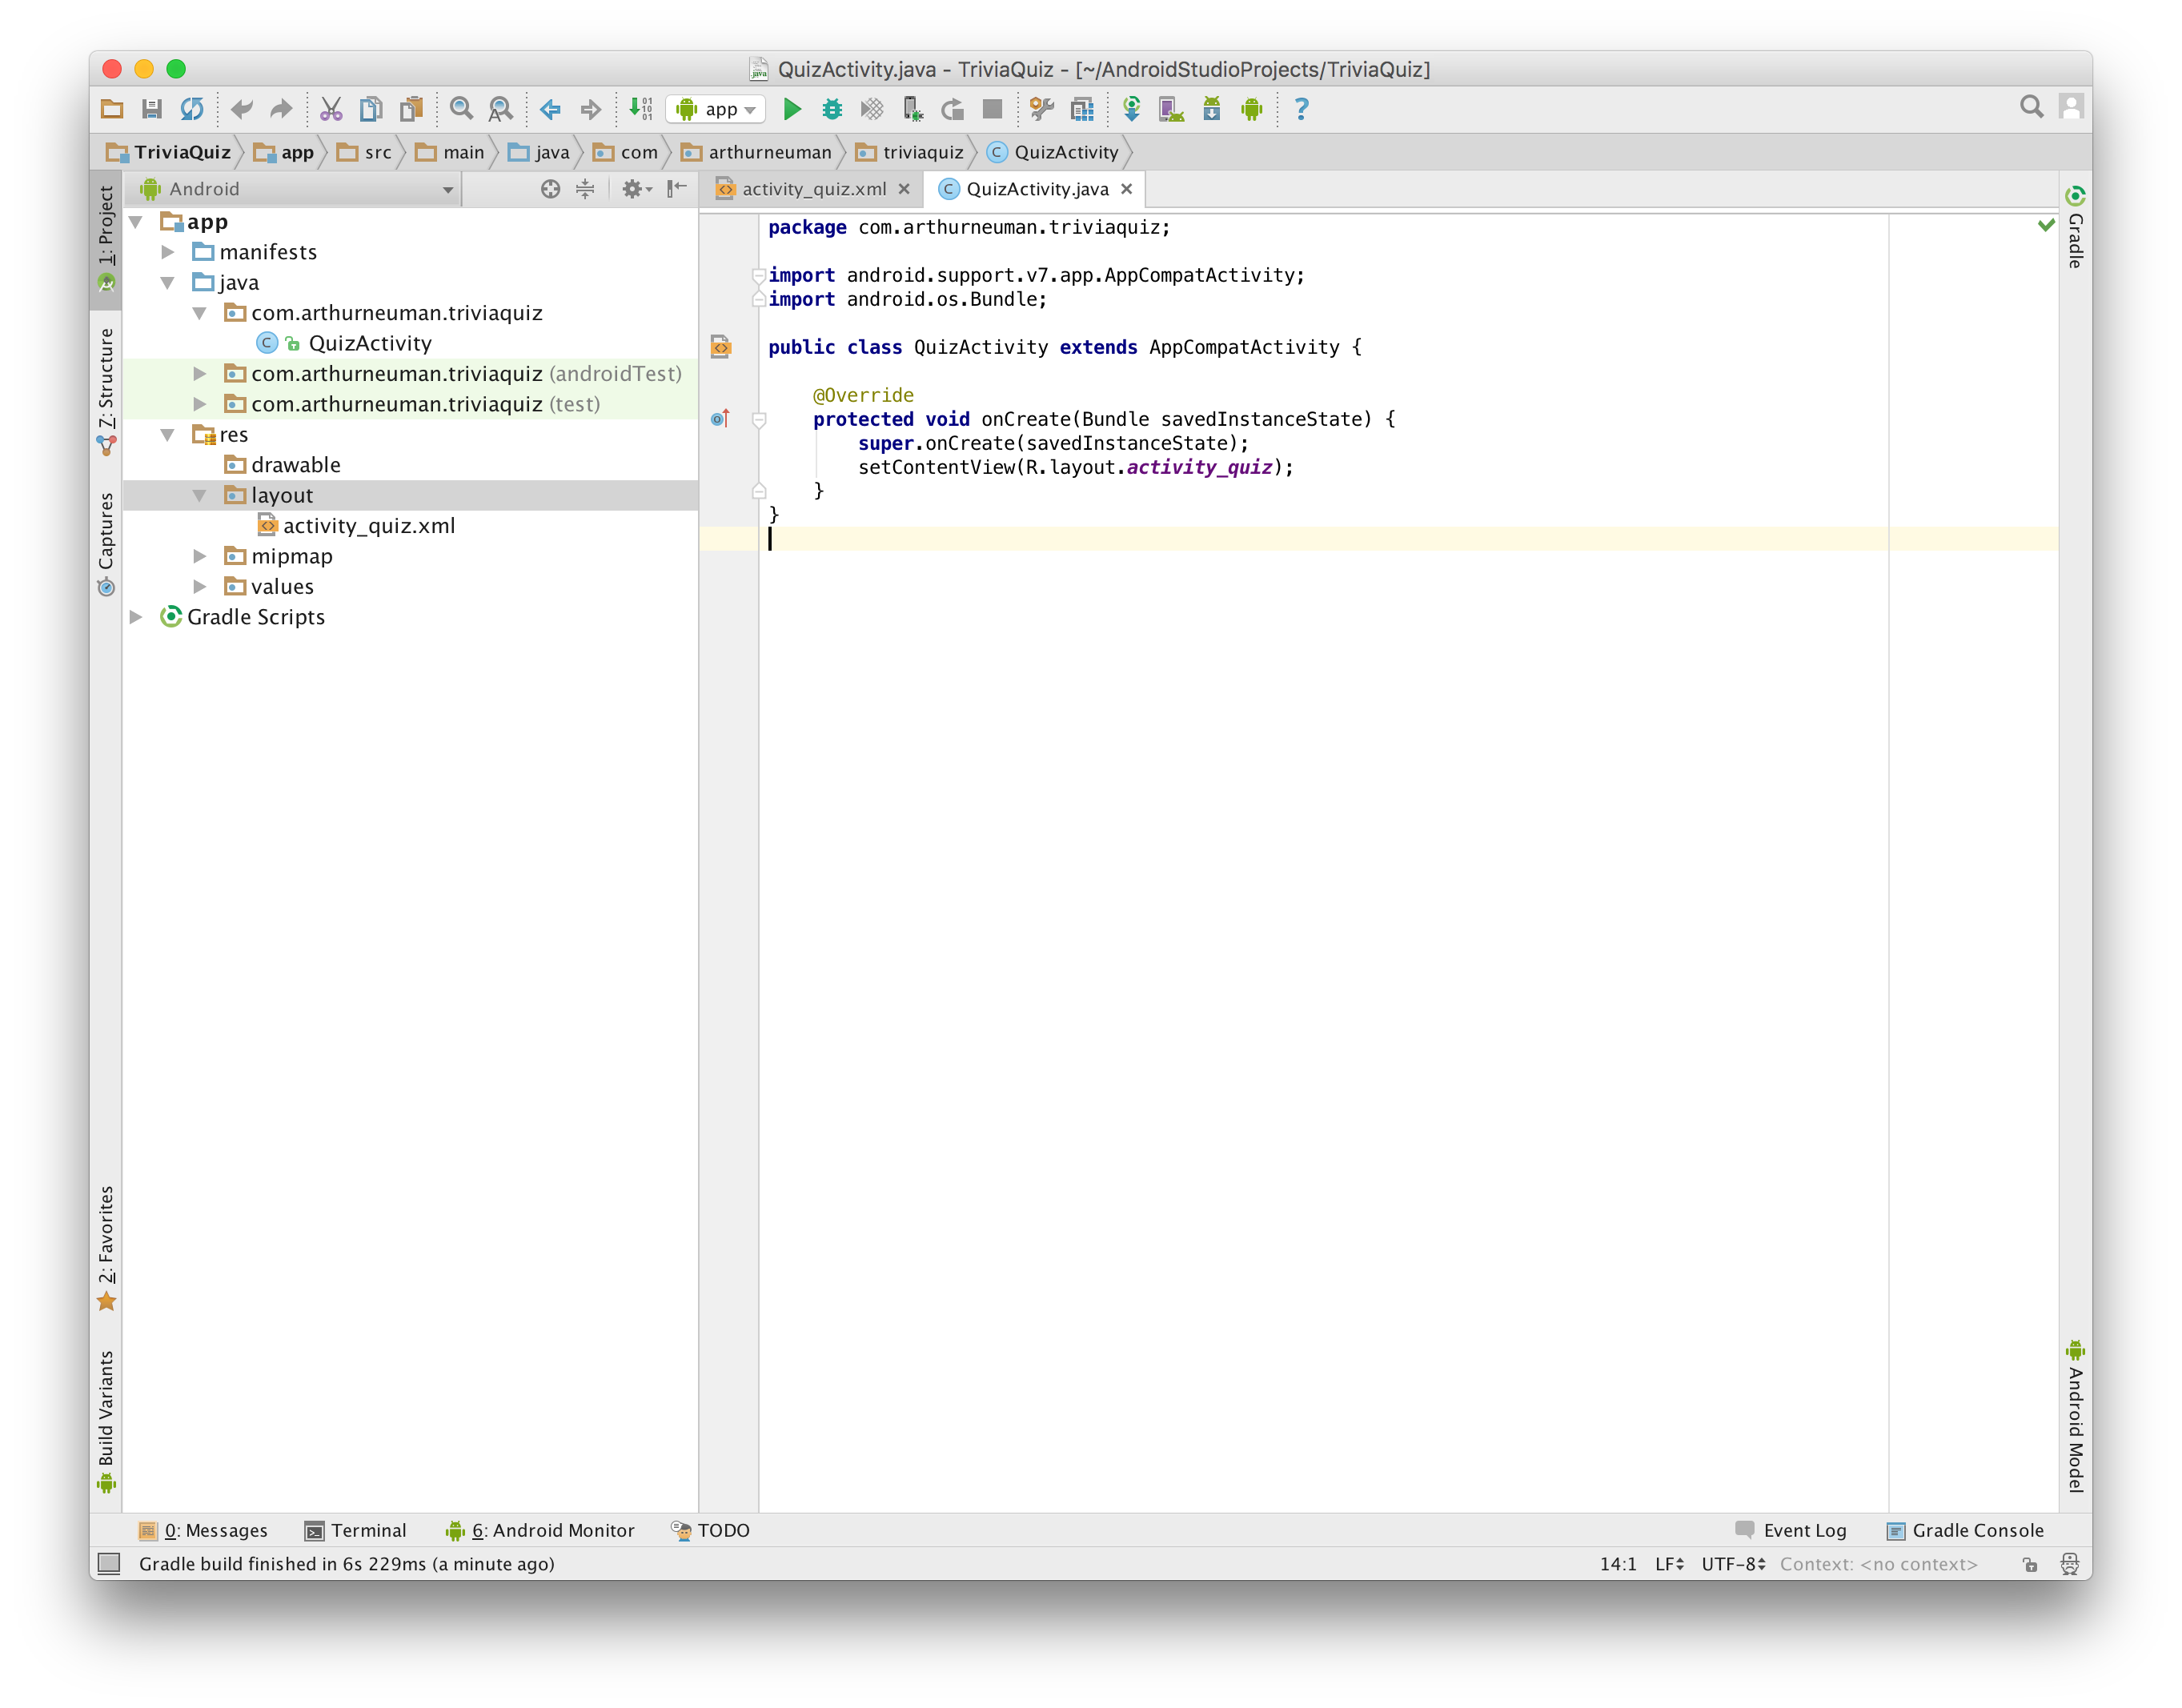 QuizActivity.java - TriviaQuiz - [~/AndroidStudioProjects/TriviaQuiz]
app
TriviaQuiz app src main java com arthurneuman triviaquiz QuizActivity
Android
activity_quiz.xml QuizActivity.java
1: Project
7: Structure
Captures
2: Favorites
Build Variants
app
manifests
java
com.arthurneuman.triviaquiz
QuizActivity
com.arthurneuman.triviaquiz (androidTest)
com.arthurneuman.triviaquiz (test)
res
drawable
layout
activity_quiz.xml
mipmap
values
Gradle Scripts
package com.arthurneuman.triviaquiz;
import android.support.v7.app.AppCompatActivity;
import android.os.Bundle;
public class QuizActivity extends AppCompatActivity {
@Override
protected void onCreate(Bundle savedInstanceState) {
super.onCreate(savedInstanceState);
setContentView(R.layout.activity_quiz);
}
}
Gradle
Android Model
0: Messages Terminal 6: Android Monitor TODO Event Log Gradle Console
Gradle build finished in 6s 229ms (a minute ago) 14:1 LF UTF-8 Context: <no context>